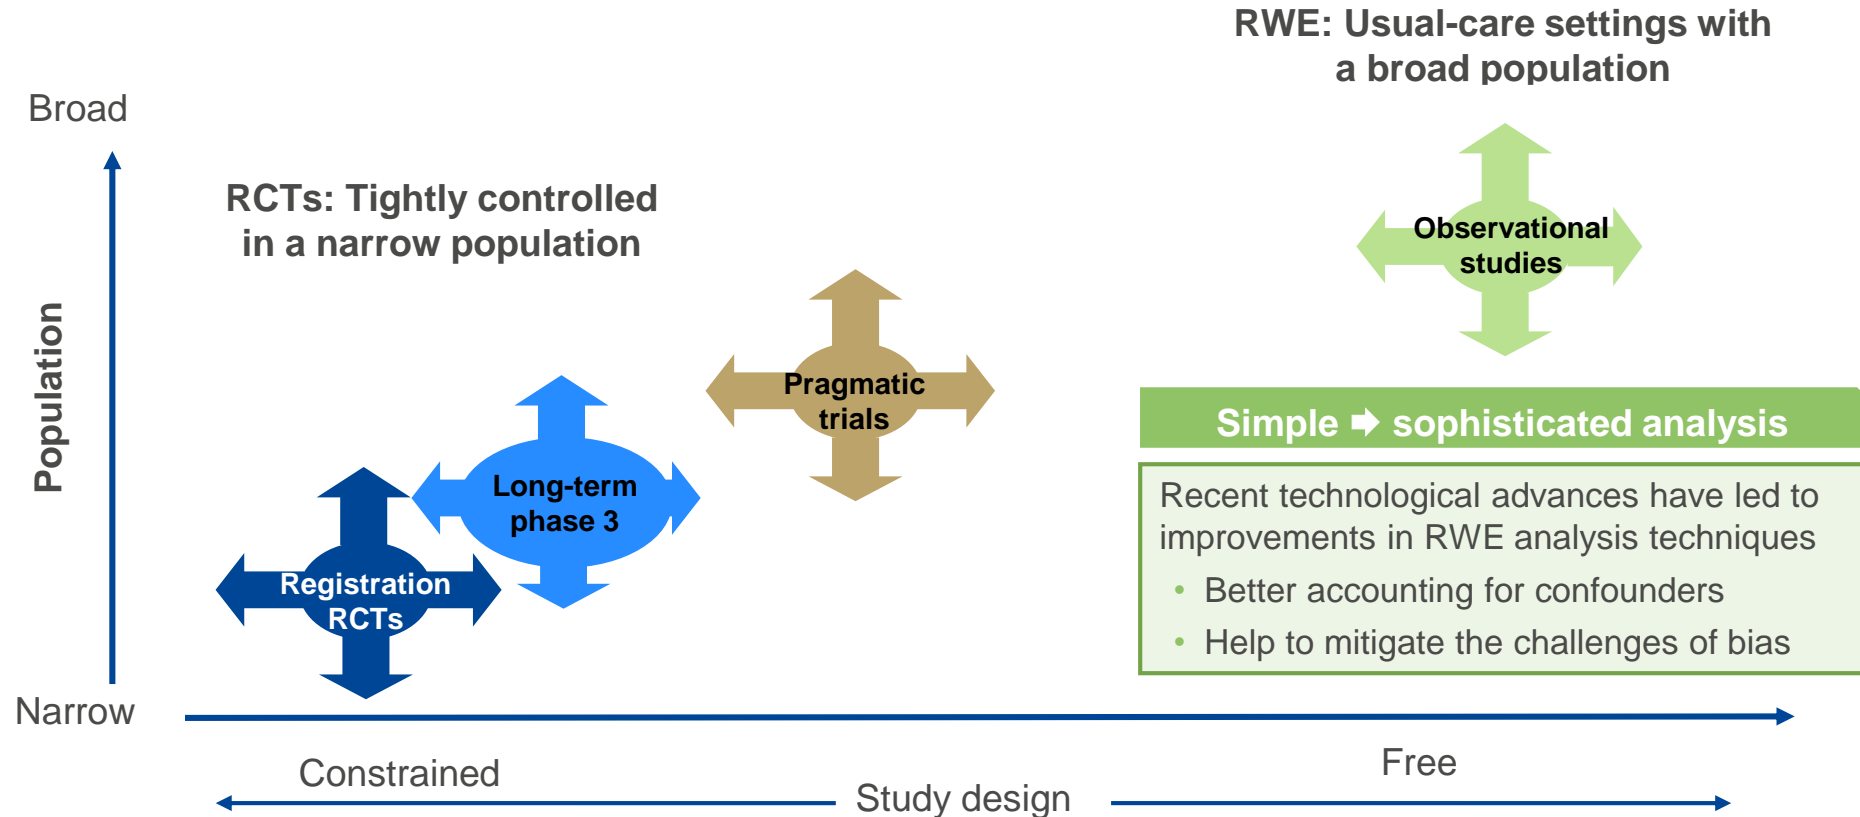 RWE: Usual-care settings with
a broad population
Broad
RCTs: Tightly controlled
in a narrow population
Observational
studies
Population
Pragmatic
trials
Long-term
phase 3
Registration
RCTs
Simple 🡆 sophisticated analysis
Recent technological advances have led to
improvements in RWE analysis techniques
• Better accounting for confounders
• Help to mitigate the challenges of bias
Narrow
Constrained
Free
Study design